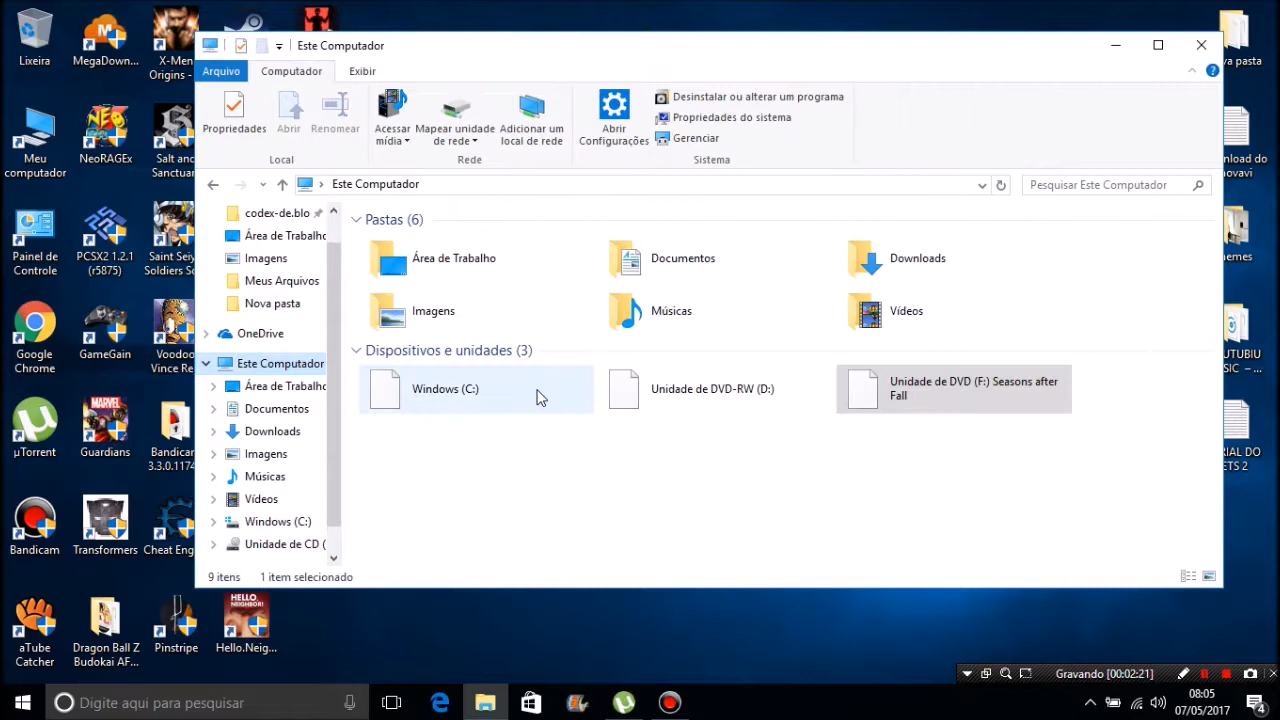 Este Computador
Arquivo
Computador
Exibir
Propriedades
Abrir
Renomear
Local
Acessar
mídia
Mapear unidade
de rede
Adicionar um
local de rede
Rede
Abrir
Configurações
Desinstalar ou alterar um programa
Propriedades do sistema
Gerenciar
Sistema
Este Computador
Pesquisar Este Computador
codex-de.blo
Área de Trabalho
Imagens
Meus Arquivos
Nova pasta
OneDrive
Este Computador
Área de Trabalho
Documentos
Downloads
Imagens
Músicas
Vídeos
Windows (C:)
Unidade de CD (
Pastas (6)
Área de Trabalho
Documentos
Downloads
Imagens
Músicas
Vídeos
Dispositivos e unidades (3)
Windows (C:)
Unidade de DVD-RW (D:)
Unidade de DVD (F:) Seasons after
Fall
9 itens
1 item selecionado
Lixeira
MegaDown...
X-Men
Origins - ...
Meu
computador
NeoRAGEx
Salt and
Sanctuar
Painel de
Controle
PCSX2 1.2.1
(r5875)
Saint Seiy
Soldiers So
Google
Chrome
GameGain
Voodoo
Vince Re
µTorrent
MARVEL
Guardians
Bandicam
3.3.0.1174
Bandicam
Transformers
Cheat Eng
aTube
Catcher
Dragon Ball Z
Budokai AF...
Pinstripe
HELLO,
NEIGHBOR!
Hello.Neig...
va pasta
nload do
ovavi
emes
UTUBIU
SIC – ...
RIAL DO
ETS 2
Gravando [00:02:21]
Digite aqui para pesquisar
08:05
07/05/2017
4